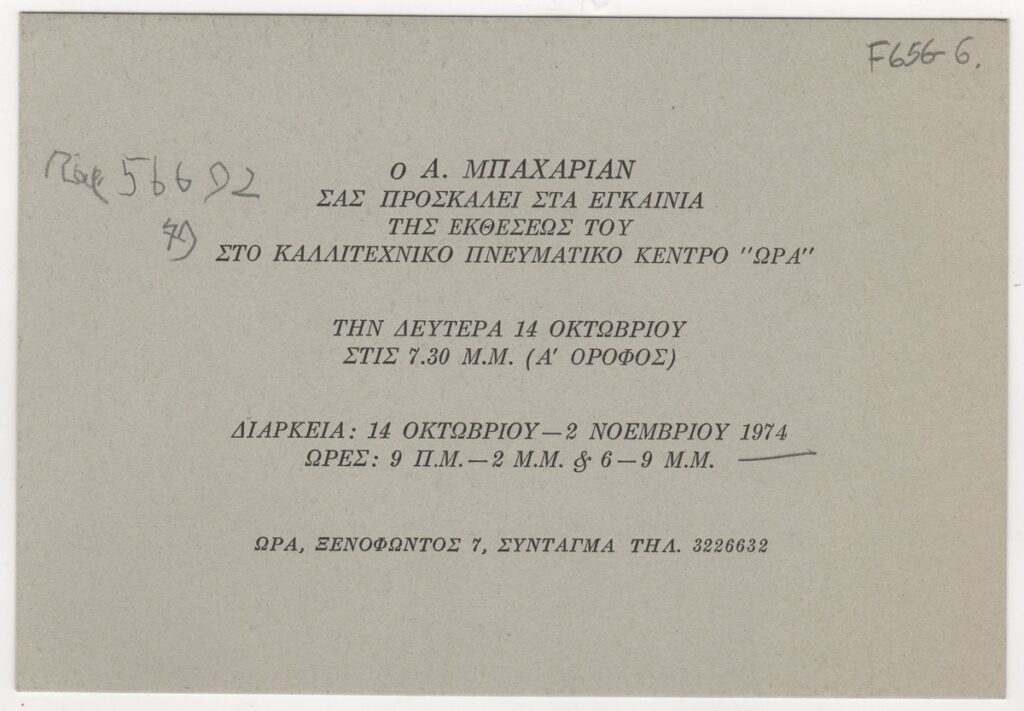 F656-6.
Ο Α. ΜΠΑΧΑΡΙΑΝ
ΣΑΣ ΠΡΟΣΚΑΛΕΙ ΣΤΑ ΕΓΚΑΙΝΙΑ
ΤΗΣ ΕΚΘΕΣΕΩΣ ΤΟΥ
ΣΤΟ ΚΑΛΛΙΤΕΧΝΙΚΟ ΠΝΕΥΜΑΤΙΚΟ ΚΕΝΤΡΟ "ΩΡΑ"
ΤΗΝ ΔΕΥΤΕΡΑ 14 ΟΚΤΩΒΡΙΟΥ
ΣΤΙΣ 7.30 Μ.Μ. (Α' ΟΡΟΦΟΣ)
ΔΙΑΡΚΕΙΑ: 14 ΟΚΤΩΒΡΙΟΥ—2 ΝΟΕΜΒΡΙΟΥ 1974
ΩΡΕΣ: 9 Π.Μ.—2 Μ.Μ. & 6—9 Μ.Μ.
ΩΡΑ, ΞΕΝΟΦΩΝΤΟΣ 7, ΣΥΝΤΑΓΜΑ ΤΗΛ. 3226632